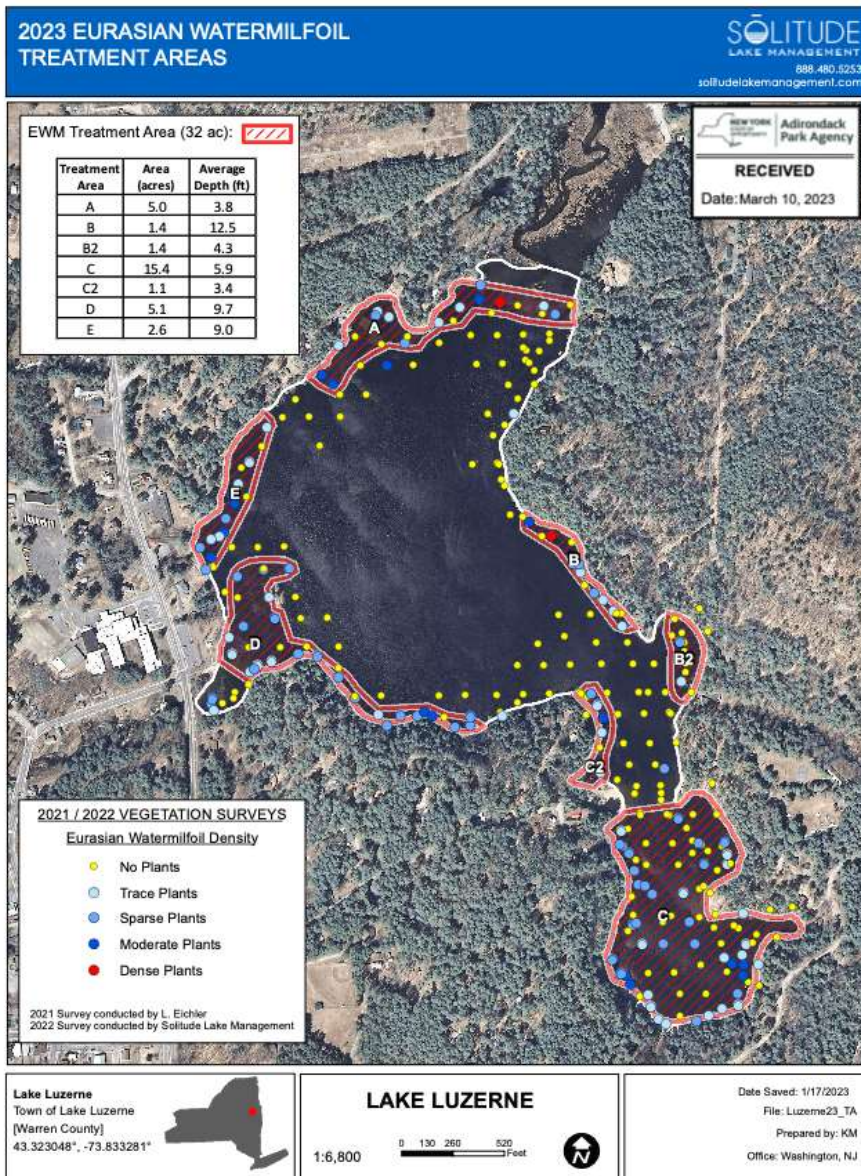 2023 EURASIAN WATERMILFOIL
TREATMENT AREAS
SŌLITUDE
LAKE MANAGEMENT
888.480.5253
solitudelakemanagement.com
EWM Treatment Area (32 ac):
Treatment Area | Area (acres) | Average Depth (ft)
A 5.0 3.8
B 1.4 12.5
B2 1.4 4.3
C 15.4 5.9
C2 1.1 3.4
D 5.1 9.7
E 2.6 9.0
NEW YORK
Adirondack
Park Agency
RECEIVED
Date: March 10, 2023
A
E
B
D
B2
C2
C
2021 / 2022 VEGETATION SURVEYS
Eurasian Watermilfoil Density
No Plants
Trace Plants
Sparse Plants
Moderate Plants
Dense Plants
2021 Survey conducted by L. Eichler
2022 Survey conducted by Solitude Lake Management
Lake Luzerne
Town of Lake Luzerne
[Warren County]
43.323048°, -73.833281°
LAKE LUZERNE
1:6,800
0 130 260 520
Feet
N
Date Saved: 1/17/2023
File: Luzerne23_TA
Prepared by: KM
Office: Washington, NJ